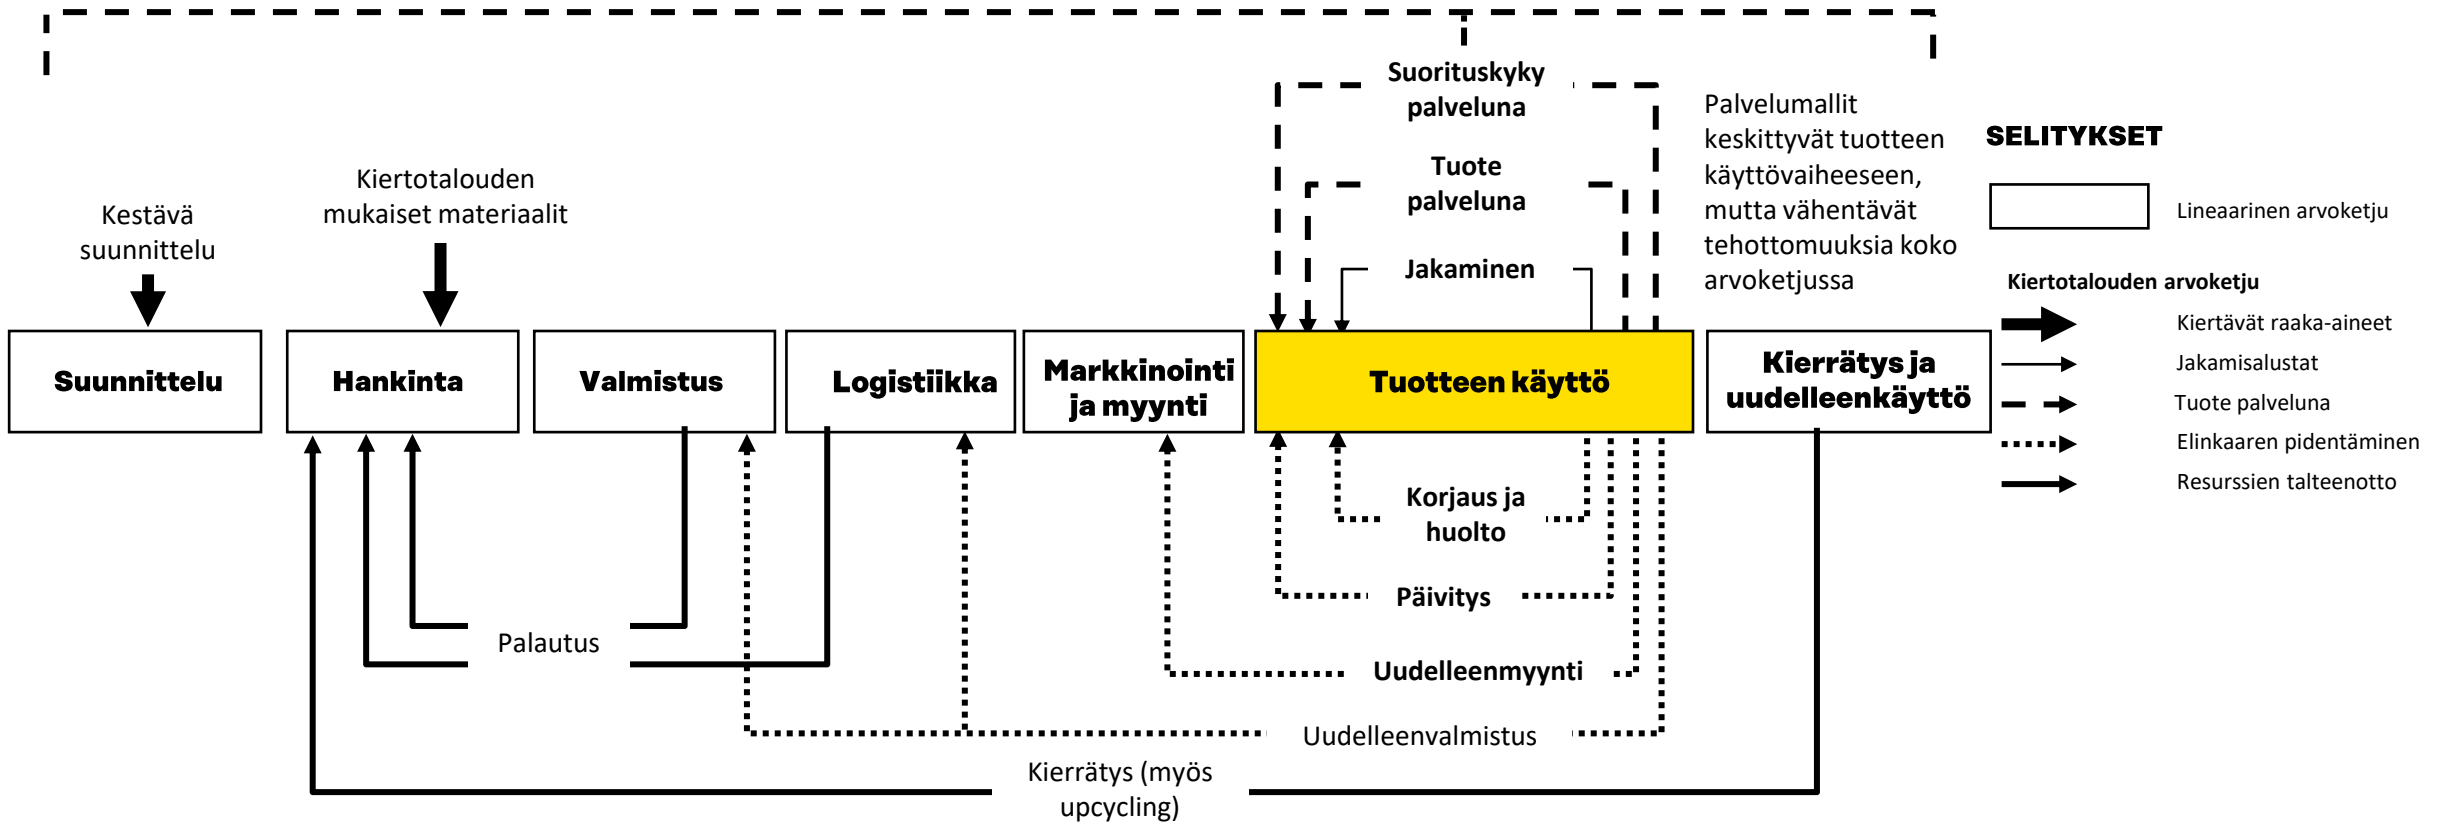 Suorituskyky
palveluna
Tuote
palveluna
Jakaminen
Palvelumallit
keskittyvät tuotteen
käyttövaiheeseen,
mutta vähentävät
tehottomuuksia koko
arvoketjussa
Kestävä
suunnittelu
Kiertotalouden
mukaiset materiaalit
Suunnittelu
Hankinta
Valmistus
Logistiikka
Markkinointi
ja myynti
Tuotteen käyttö
Kierrätys ja
uudelleenkäyttö
Korjaus ja
huolto
Päivitys
Palautus
Uudelleenmyynti
Uudelleenvalmistus
Kierrätys (myös
upcycling)
SELITYKSET
Lineaarinen arvoketju
Kiertotalouden arvoketju
Kiertävät raaka-aineet
Jakamisalustat
Tuote palveluna
Elinkaaren pidentäminen
Resurssien talteenotto